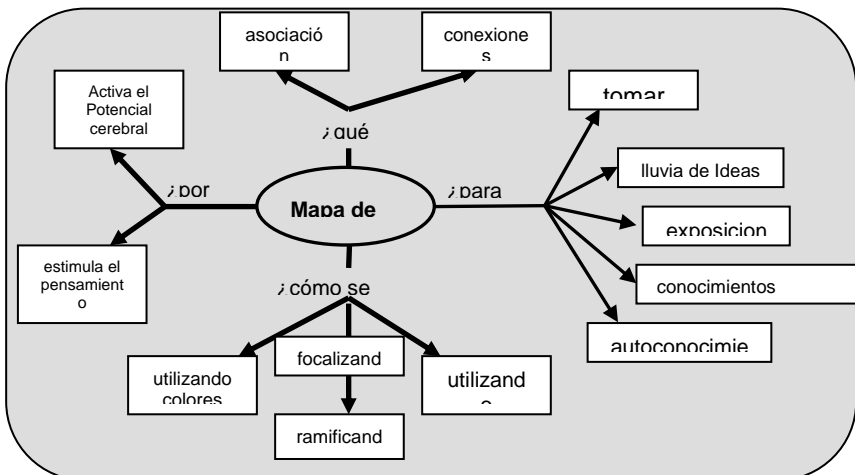 asociació
n
conexione
s
Activa el
Potencial
cerebral
tomar
¿qué
lluvia de Ideas
¿por
¿para
Mapa de
exposicion
estimula el
pensamient
o
¿cómo se
conocimientos
focalizand
autoconocimie
utilizando
colores
utilizand
o
ramificand